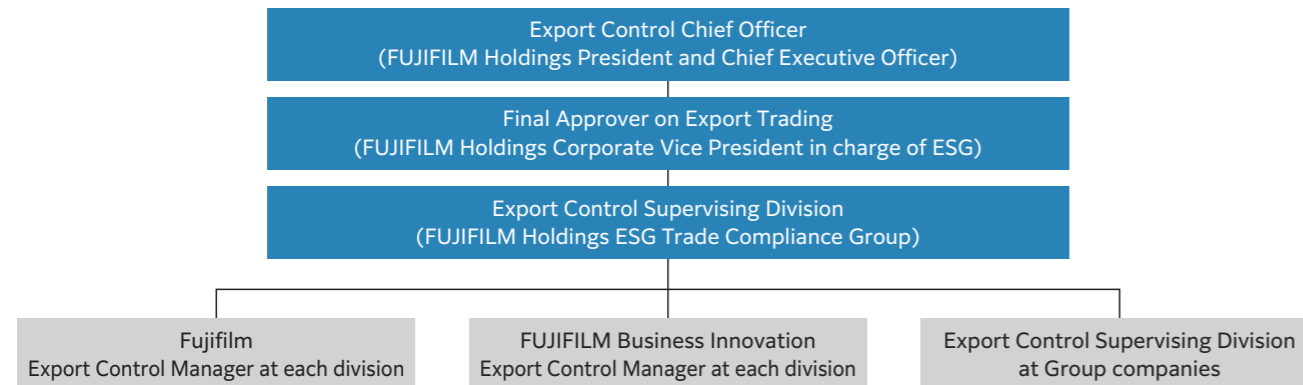 Export Control Chief Officer
(FUJIFILM Holdings President and Chief Executive Officer)
Final Approver on Export Trading
(FUJIFILM Holdings Corporate Vice President in charge of ESG)
Export Control Supervising Division
(FUJIFILM Holdings ESG Trade Compliance Group)
Fujifilm
Export Control Manager at each division
FUJIFILM Business Innovation
Export Control Manager at each division
Export Control Supervising Division
at Group companies